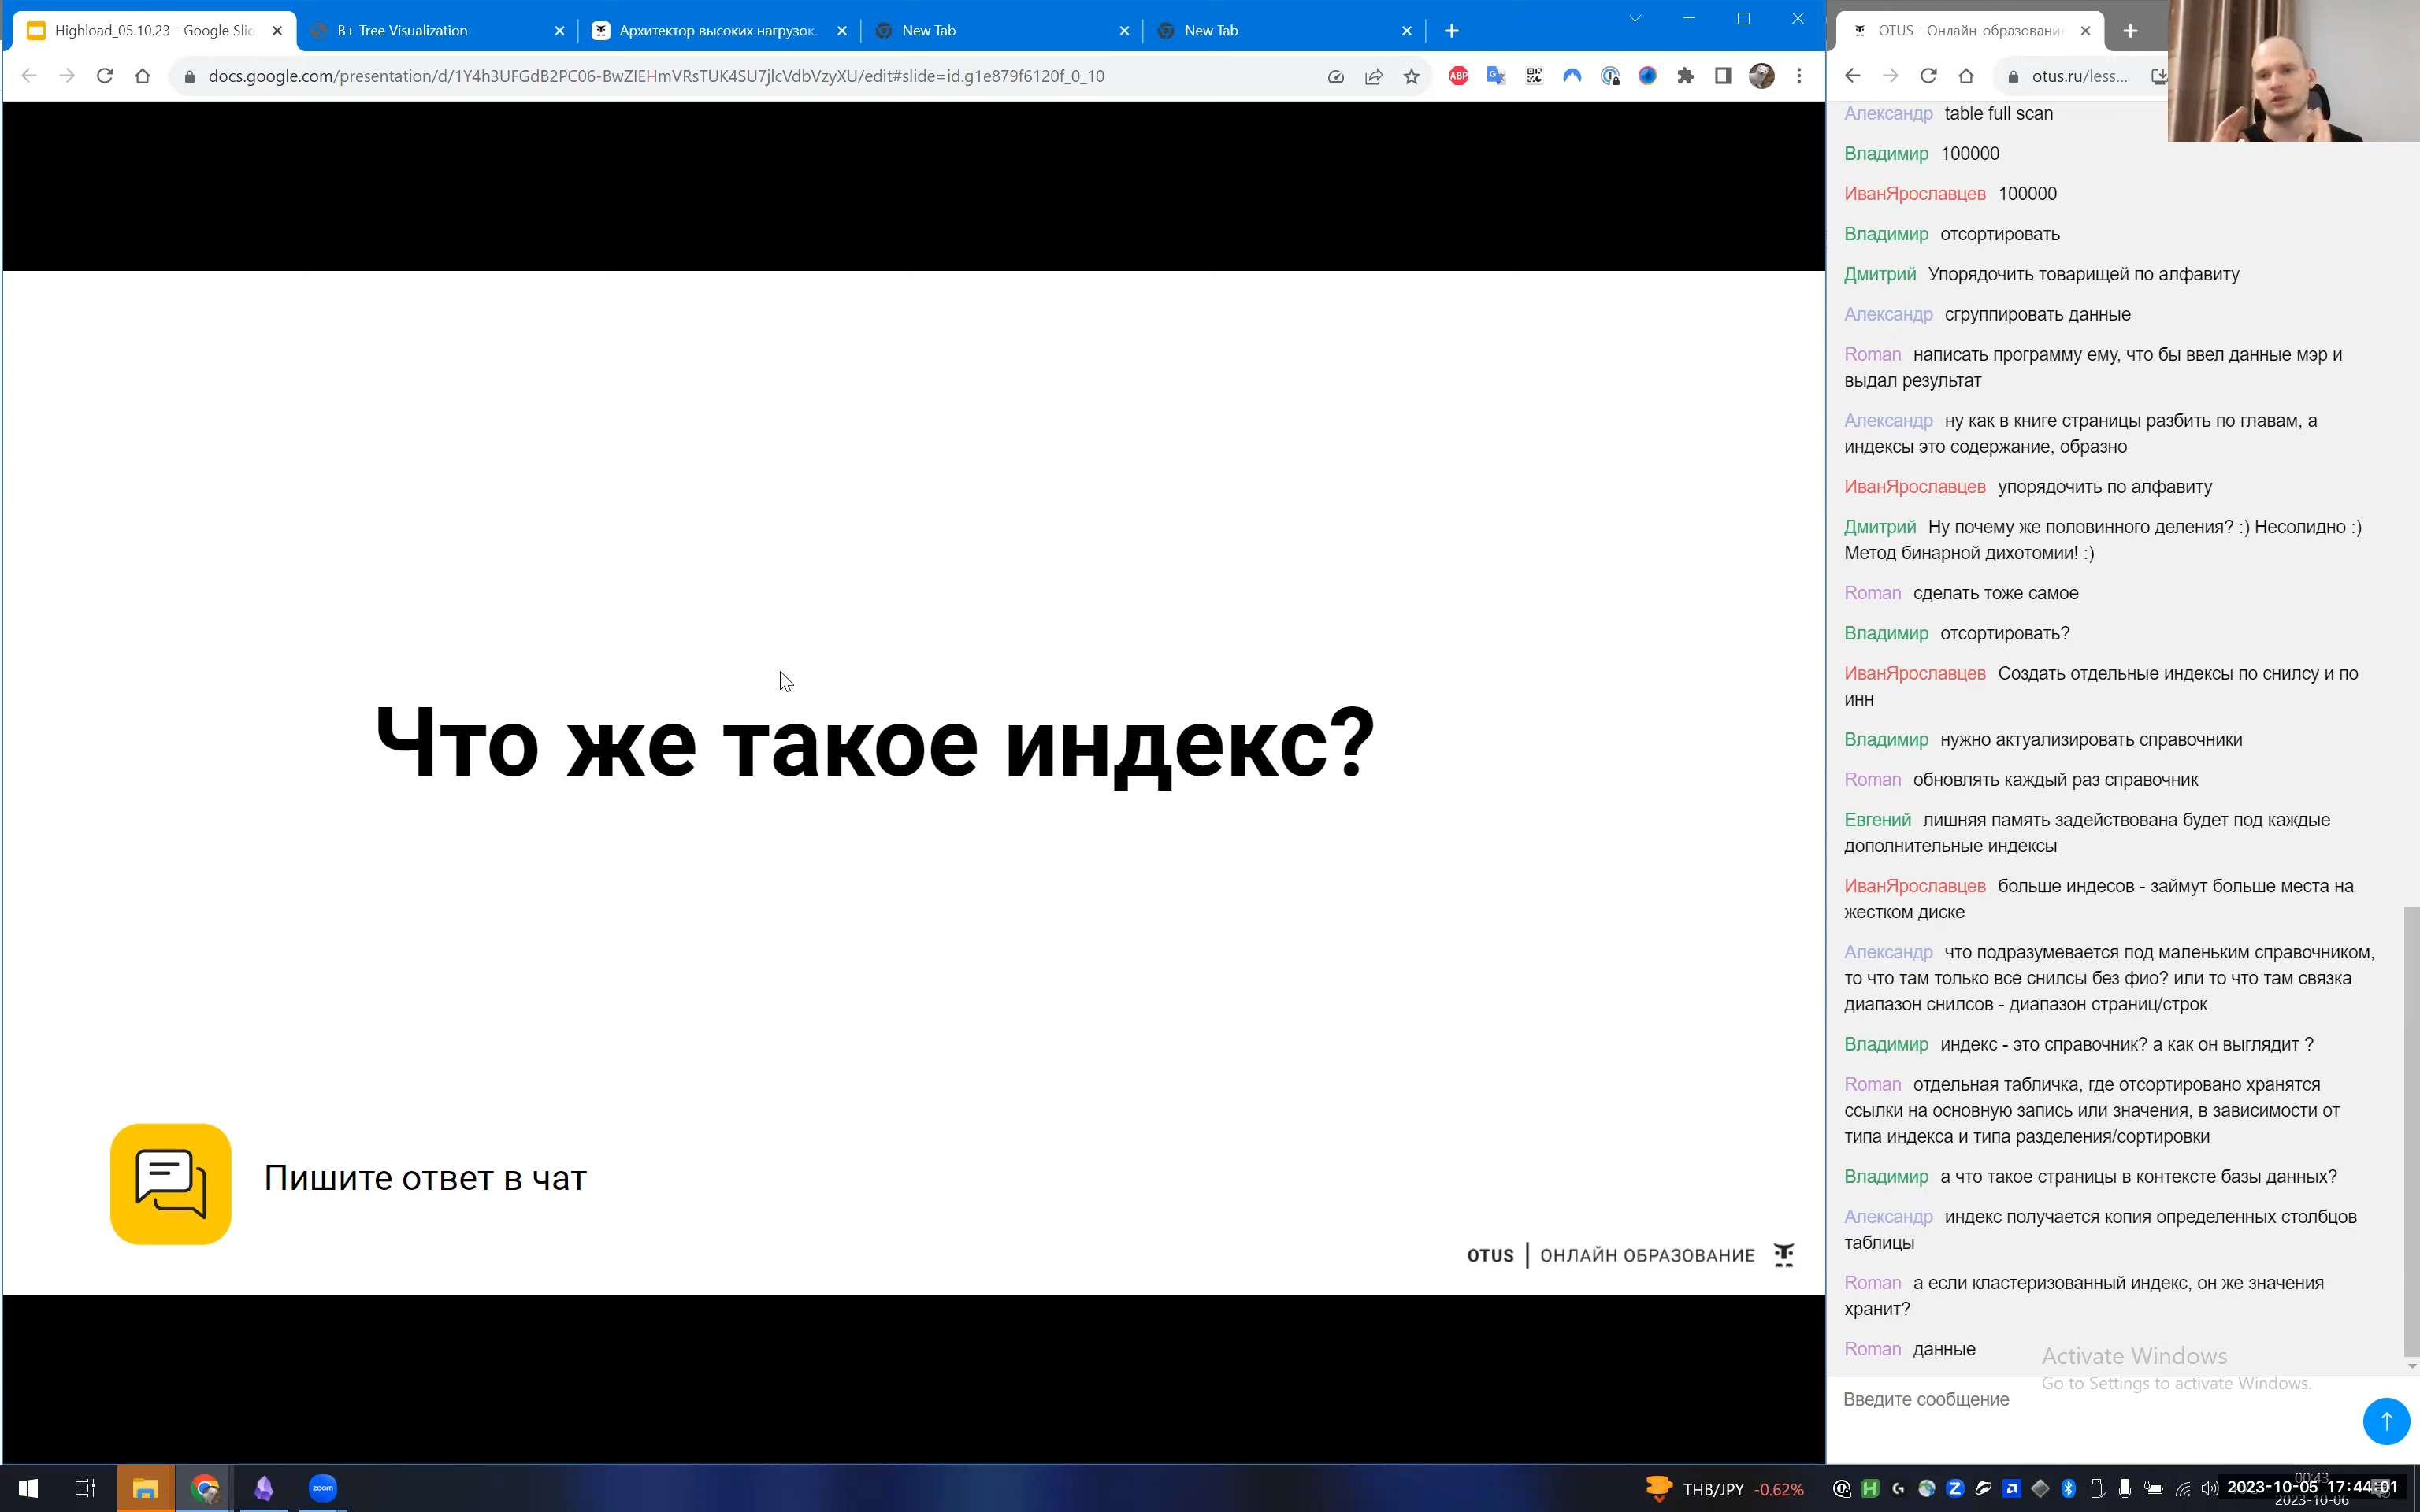 Highload_05.10.23 - Google Slid
B+ Tree Visualization
Архитектор высоких нагрузок.
New Tab
New Tab
OTUS - Онлайн-образовани
docs.google.com/presentation/d/1Y4h3UFGdB2PC06-BwZlEHmVRsTUK4SU7jlcVdbVzyXU/edit#slide=id.g1e879f6120f_0_10
ABP
otus.ru/less...
Что же такое индекс?
Пишите ответ в чат
OTUS | ОНЛАЙН ОБРАЗОВАНИЕ
Александр table full scan
Владимир 100000
ИванЯрославцев 100000
Владимир отсортировать
Дмитрий Упорядочить товарищей по алфавиту
Александр сгруппировать данные
Roman написать программу ему, что бы ввел данные мэр и
выдал результат
Александр ну как в книге страницы разбить по главам, а
индексы это содержание, образно
ИванЯрославцев упорядочить по алфавиту
Дмитрий Ну почему же половинного деления? :) Несолидно :)
Метод бинарной дихотомии! :)
Roman сделать тоже самое
Владимир отсортировать?
ИванЯрославцев Создать отдельные индексы по снилсу и по
инн
Владимир нужно актуализировать справочники
Roman обновлять каждый раз справочник
Евгений лишняя память задействована будет под каждые
дополнительные индексы
ИванЯрославцев больше индесов - займут больше места на
жестком диске
Александр что подразумевается под маленьким справочником,
то что там только все снилсы без фио? или то что там связка
диапазон снилсов - диапазон страниц/строк
Владимир индекс - это справочник? а как он выглядит ?
Roman отдельная табличка, где отсортировано хранятся
ссылки на основную запись или значения, в зависимости от
типа индекса и типа разделения/сортировки
Владимир а что такое страницы в контексте базы данных?
Александр индекс получается копия определенных столбцов
таблицы
Roman а если кластеризованный индекс, он же значения
хранит?
Roman данные
Activate Windows
Go to Settings to activate Windows.
Введите сообщение
zoom
THB/JPY -0.62%
00:43
2023-10-05 17:44:01
2023-10-06